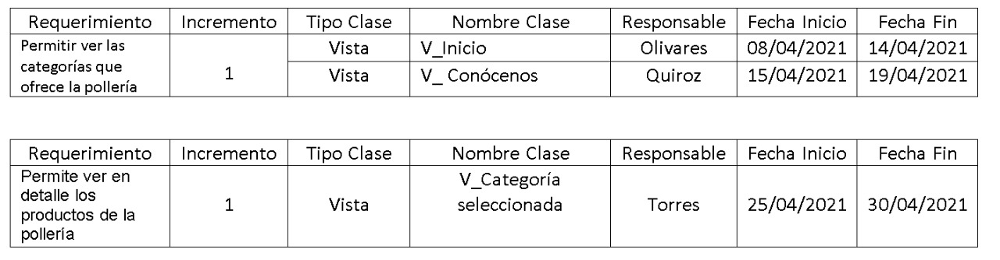 Requerimiento Incremento Tipo Clase Nombre Clase Responsable Fecha Inicio Fecha Fin
Permitir ver las
categorías que
ofrece la pollería
1
Vista V_Inicio Olivares 08/04/2021 14/04/2021
Vista V_ Conócenos Quiroz 15/04/2021 19/04/2021
Requerimiento Incremento Tipo Clase Nombre Clase Responsable Fecha Inicio Fecha Fin
Permite ver en
detalle los
productos de la
pollería
1
Vista
V_Categoría
seleccionada
Torres 25/04/2021 30/04/2021